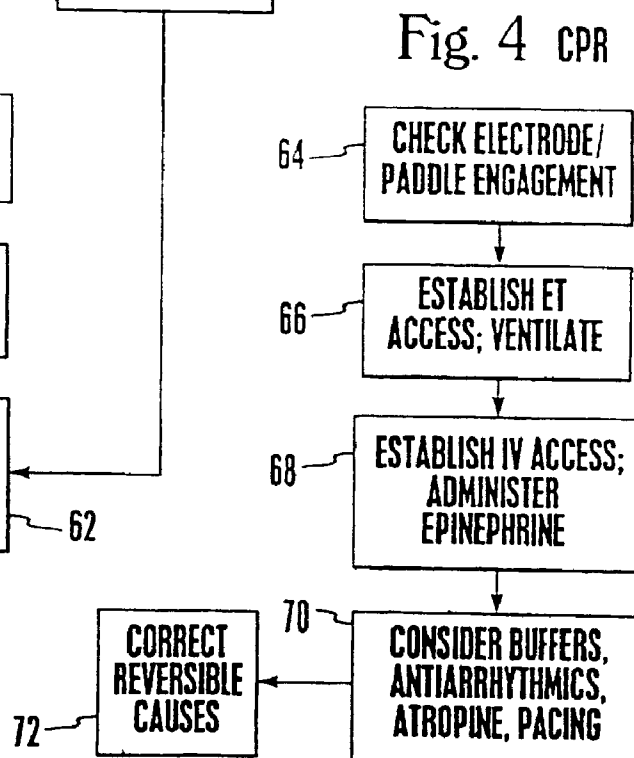 Fig. 4 CPR
64
CHECK ELECTRODE/
PADDLE ENGAGEMENT
66
ESTABLISH ET
ACCESS; VENTILATE
68
ESTABLISH IV ACCESS;
ADMINISTER
EPINEPHRINE
62
70
CONSIDER BUFFERS,
ANTIARRHYTHMICS,
ATROPINE, PACING
CORRECT
REVERSIBLE
CAUSES
72